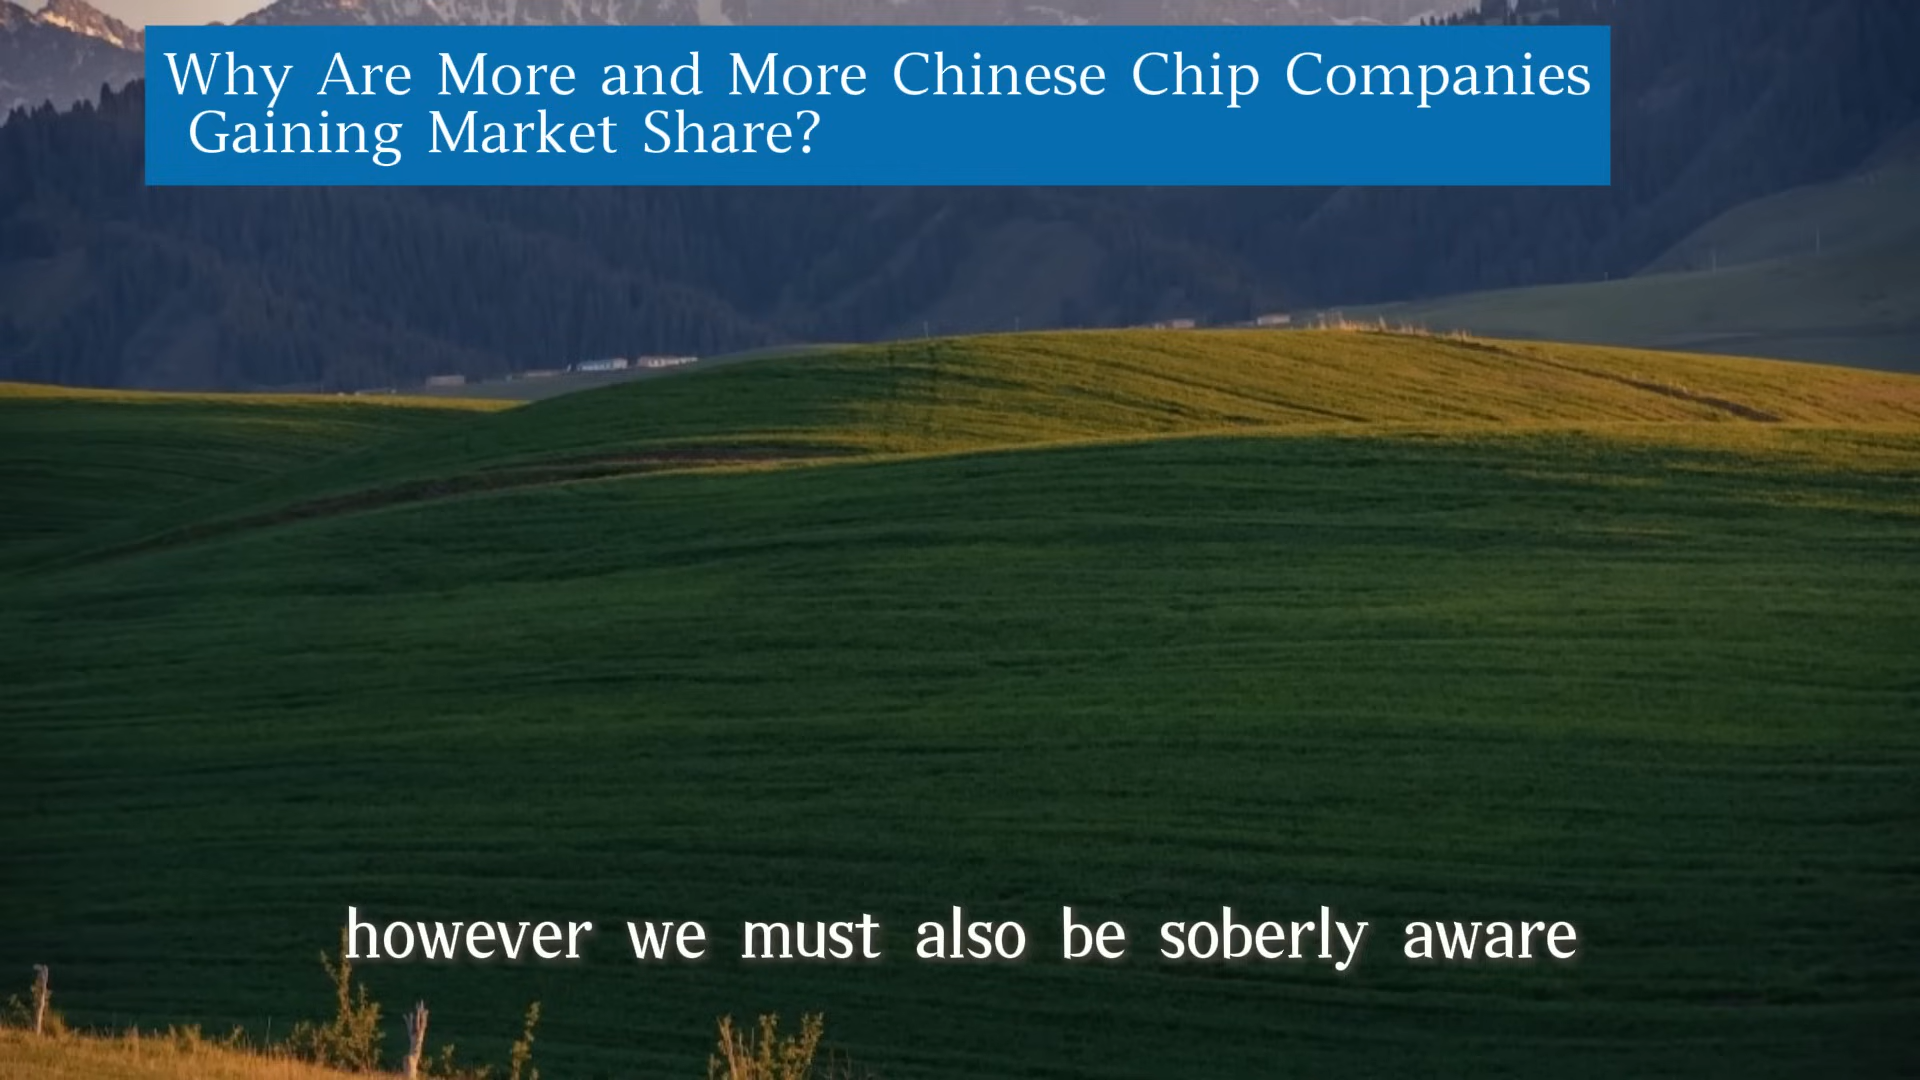 Why Are More and More Chinese Chip Companies
Gaining Market Share?
however we must also be soberly aware